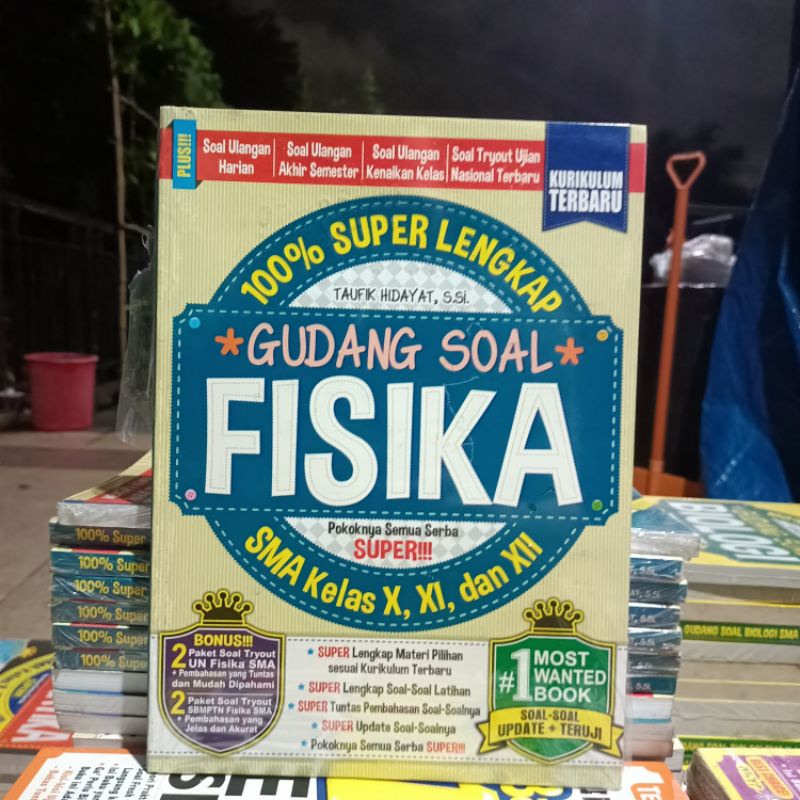 PLUS!!!
Soal Ulangan
Harian
Soal Ulangan
Akhir Semester
Soal Ulangan
Kenaikan Kelas
Soal Tryout Ujian
Nasional Terbaru
KURIKULUM
TERBARU
100% SUPER LENGKAP
TAUFIK HIDAYAT, S.Si.
GUDANG SOAL
FISIKA
Pokoknya Semua Serba
SUPER!!!
SMA Kelas X, XI, dan XII
BONUS!!!
2 Paket Soal Tryout
UN Fisika SMA
+ Pembahasan yang Tuntas
dan Mudah Dipahami
2 Paket Soal Tryout
SBMPTN Fisika SMA
+ Pembahasan yang
Jelas dan Akurat
* SUPER Lengkap Materi Pilihan
sesuai Kurikulum Terbaru
* SUPER Lengkap Soal-Soal Latihan
* SUPER Tuntas Pembahasan Soal-Soalnya
* SUPER Update Soal-Soalnya
* Pokoknya Semua Serba SUPER!!!
#1 MOST
WANTED
BOOK
SOAL-SOAL
UPDATE + TERUJI
100% Super
100% Super
100% Super
100% Super
100% Super
100% Super
GUDANG SOAL BIOLOGI SMA